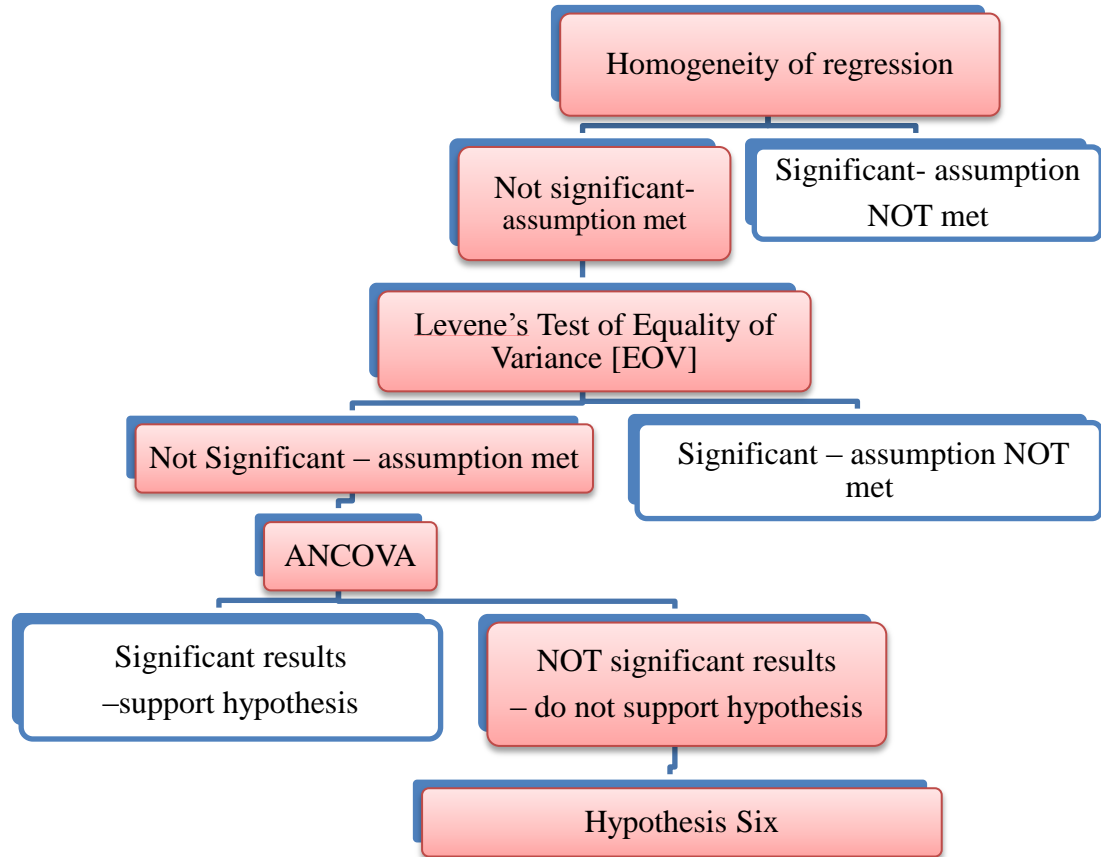 Homogeneity of regression
Not significant-
assumption met
Significant- assumption
NOT met
Levene’s Test of Equality of
Variance [EOV]
Not Significant – assumption met
Significant – assumption NOT
met
ANCOVA
Significant results
–support hypothesis
NOT significant results
– do not support hypothesis
Hypothesis Six